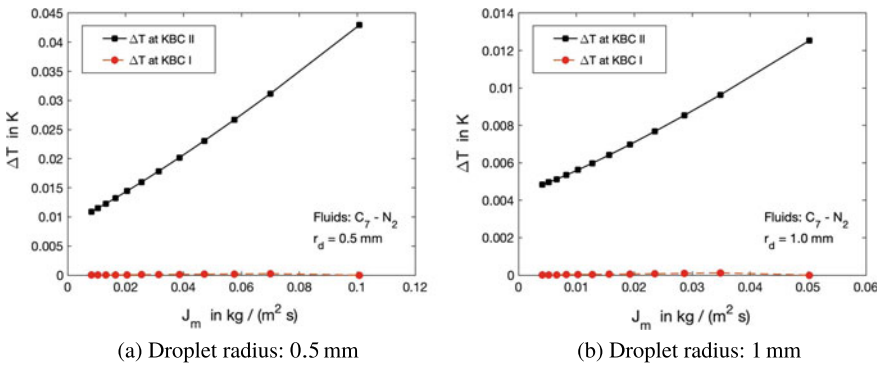 0.045
0.04
0.035
0.03
0.025
0.02
0.015
0.01
0.005
0
ΔT in K
ΔT at KBC II
ΔT at KBC I
Fluids: C₇ - N₂
r_d = 0.5 mm
0 0.02 0.04 0.06 0.08 0.1 0.12
J_m in kg / (m² s)
(a) Droplet radius: 0.5 mm
0.014
0.012
0.01
0.008
0.006
0.004
0.002
0
ΔT in K
ΔT at KBC II
ΔT at KBC I
Fluids: C₇ - N₂
r_d = 1.0 mm
0 0.01 0.02 0.03 0.04 0.05 0.06
J_m in kg / (m² s)
(b) Droplet radius: 1 mm